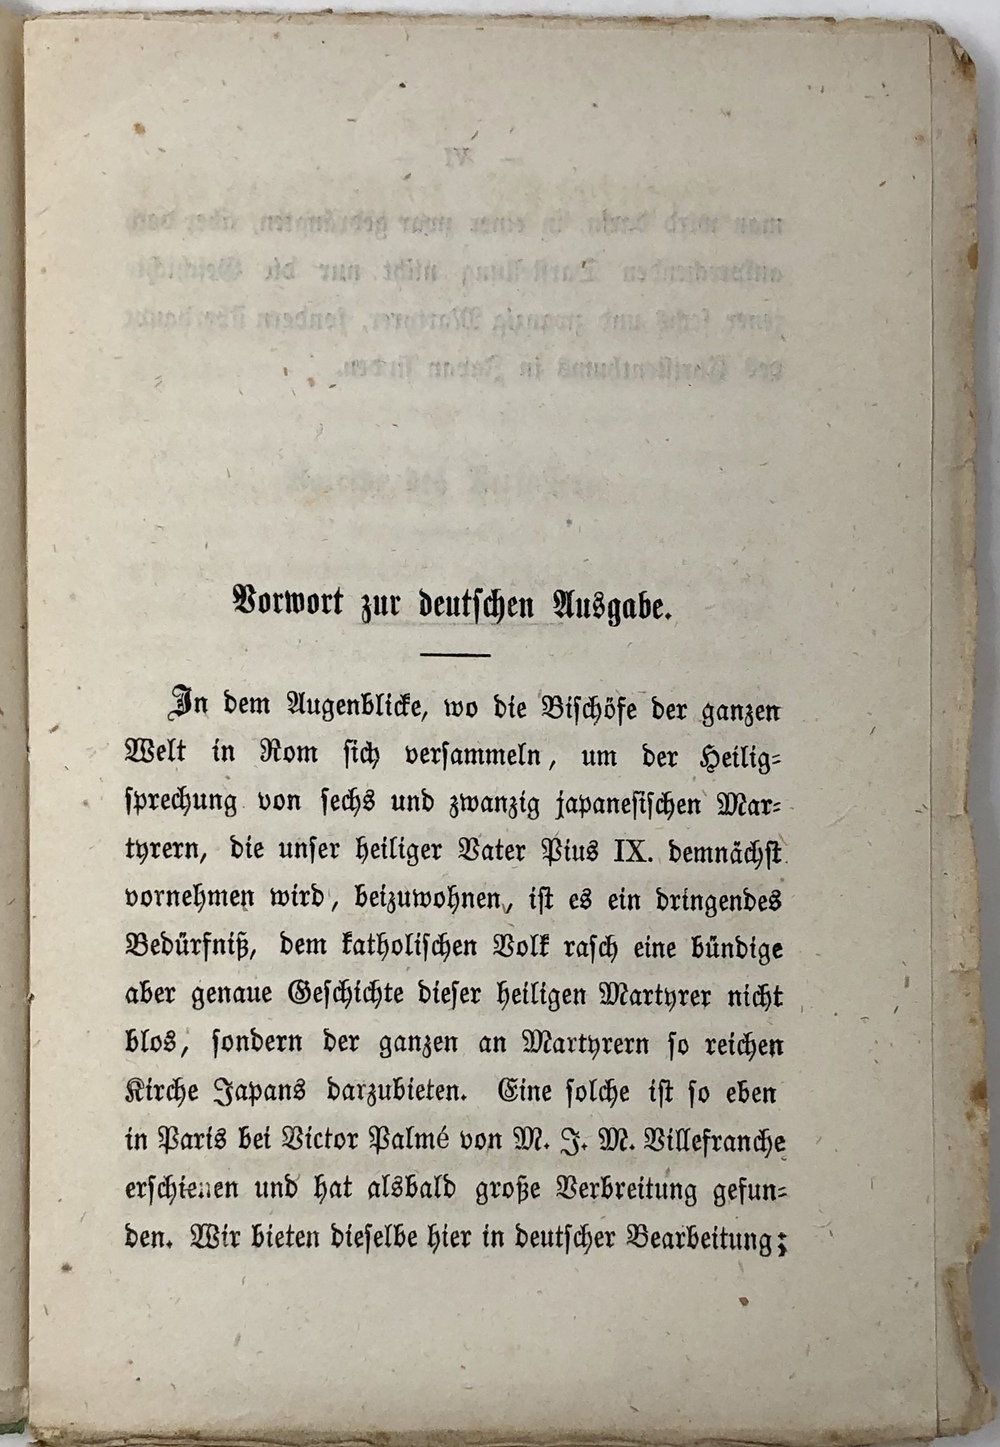 Vorwort zur deutschen Ausgabe.
In dem Augenblicke, wo die Bischöfe der ganzen
Welt in Rom sich versammeln, um der Heilig-
sprechung von sechs und zwanzig japanesischen Mar-
tyrern, die unser heiliger Vater Pius IX. demnächst
vornehmen wird, beizuwohnen, ist es ein dringendes
Bedürfniß, dem katholischen Volk rasch eine bündige
aber genaue Geschichte dieser heiligen Martyrer nicht
blos, sondern der ganzen an Martyrern so reichen
Kirche Japans darzubieten. Eine solche ist so eben
in Paris bei Victor Palmé von M. J. M. Villefranche
erschienen und hat alsbald große Verbreitung gefun-
den. Wir bieten dieselbe hier in deutscher Bearbeitung;